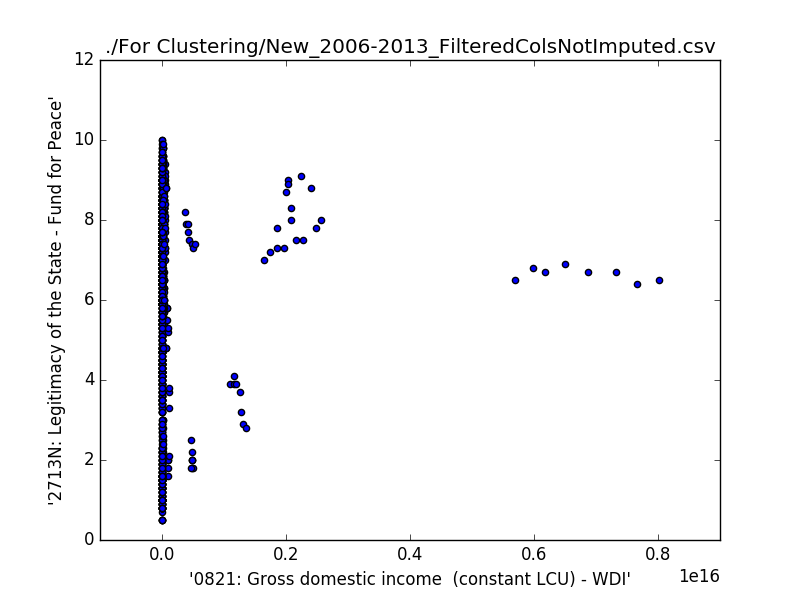 ./For Clustering/New_2006-2013_FilteredColsNotImputed.csv
'2713N: Legitimacy of the State - Fund for Peace'
12
10
8
6
4
2
0
0.0 0.2 0.4 0.6 0.8
1e16
'0821: Gross domestic income  (constant LCU) - WDI'